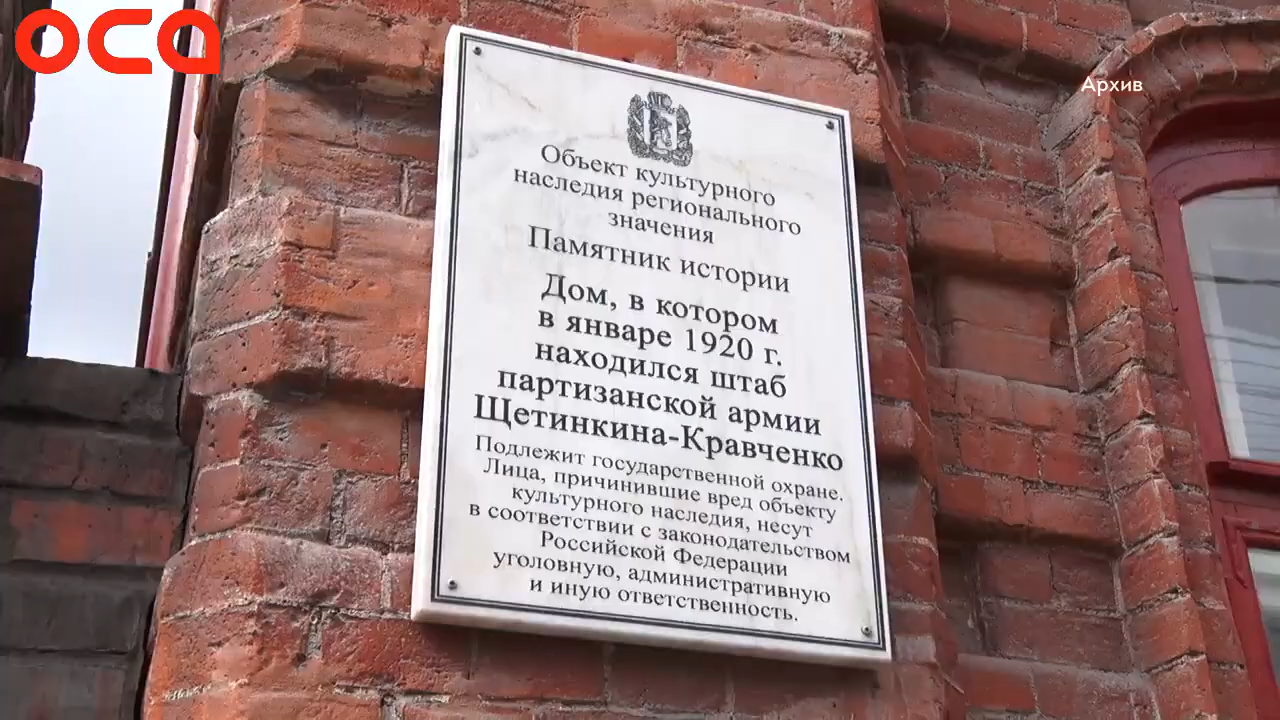 оса
Архив
Объект культурного
наследия регионального
значения
Памятник истории
Дом, в котором
в январе 1920 г.
находился штаб
партизанской армии
Щетинкина-Кравченко
Подлежит государственной охране.
Лица, причинившие вред объекту
культурного наследия, несут
в соответствии с законодательством
Российской Федерации
уголовную, административную
и иную ответственность.